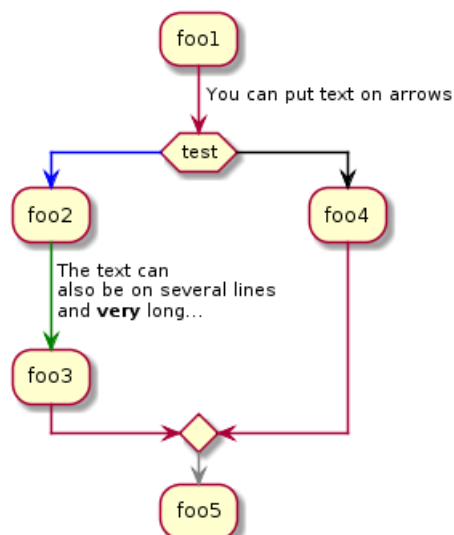 foo1
You can put text on arrows
test
foo2
foo4
The text can
also be on several lines
and very long...
foo3
foo5